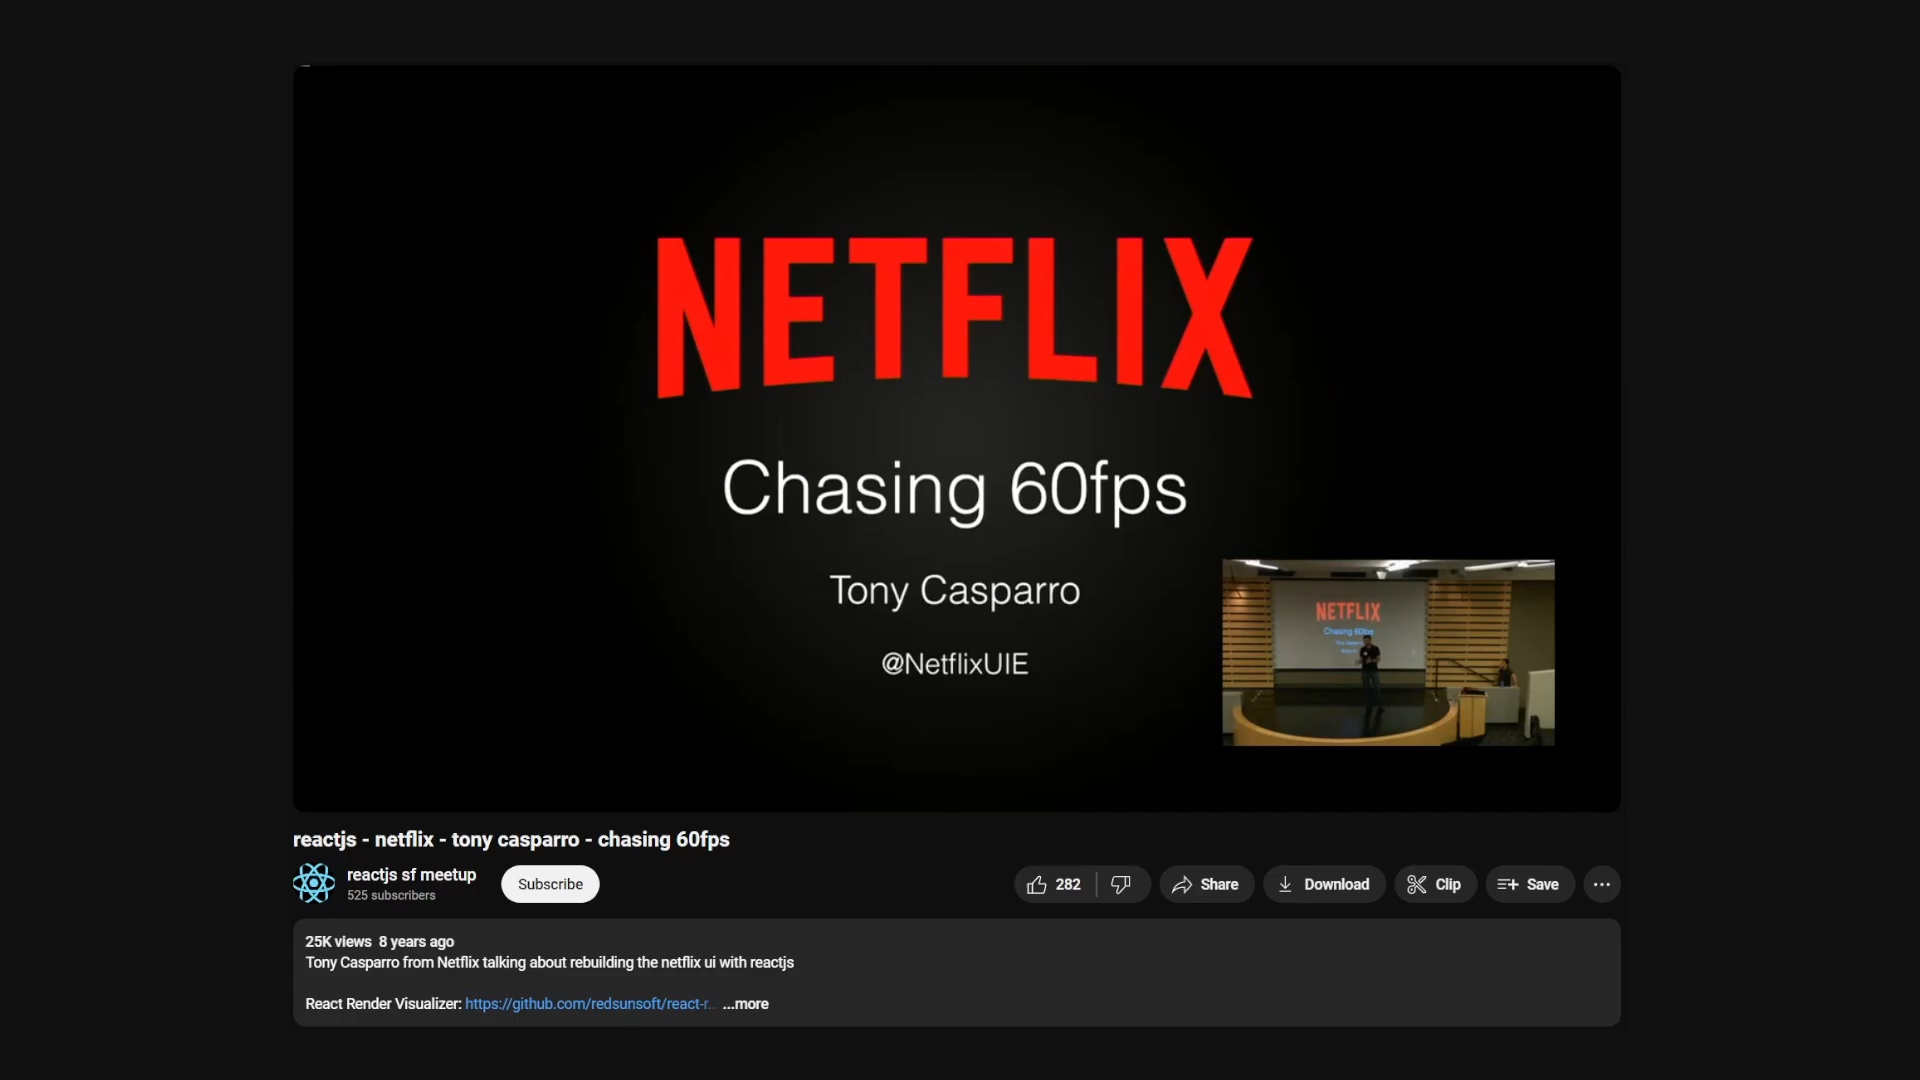 NETFLIX
Chasing 60fps
Tony Casparro
@NetflixUIE
NETFLIX
Chasing 60fps
reactjs - netflix - tony casparro - chasing 60fps
reactjs sf meetup
525 subscribers
Subscribe
282
Share
Download
Clip
Save
25K views 8 years ago
Tony Casparro from Netflix talking about rebuilding the netflix ui with reactjs
React Render Visualizer: https://github.com/redsunsoft/react-r... ...more